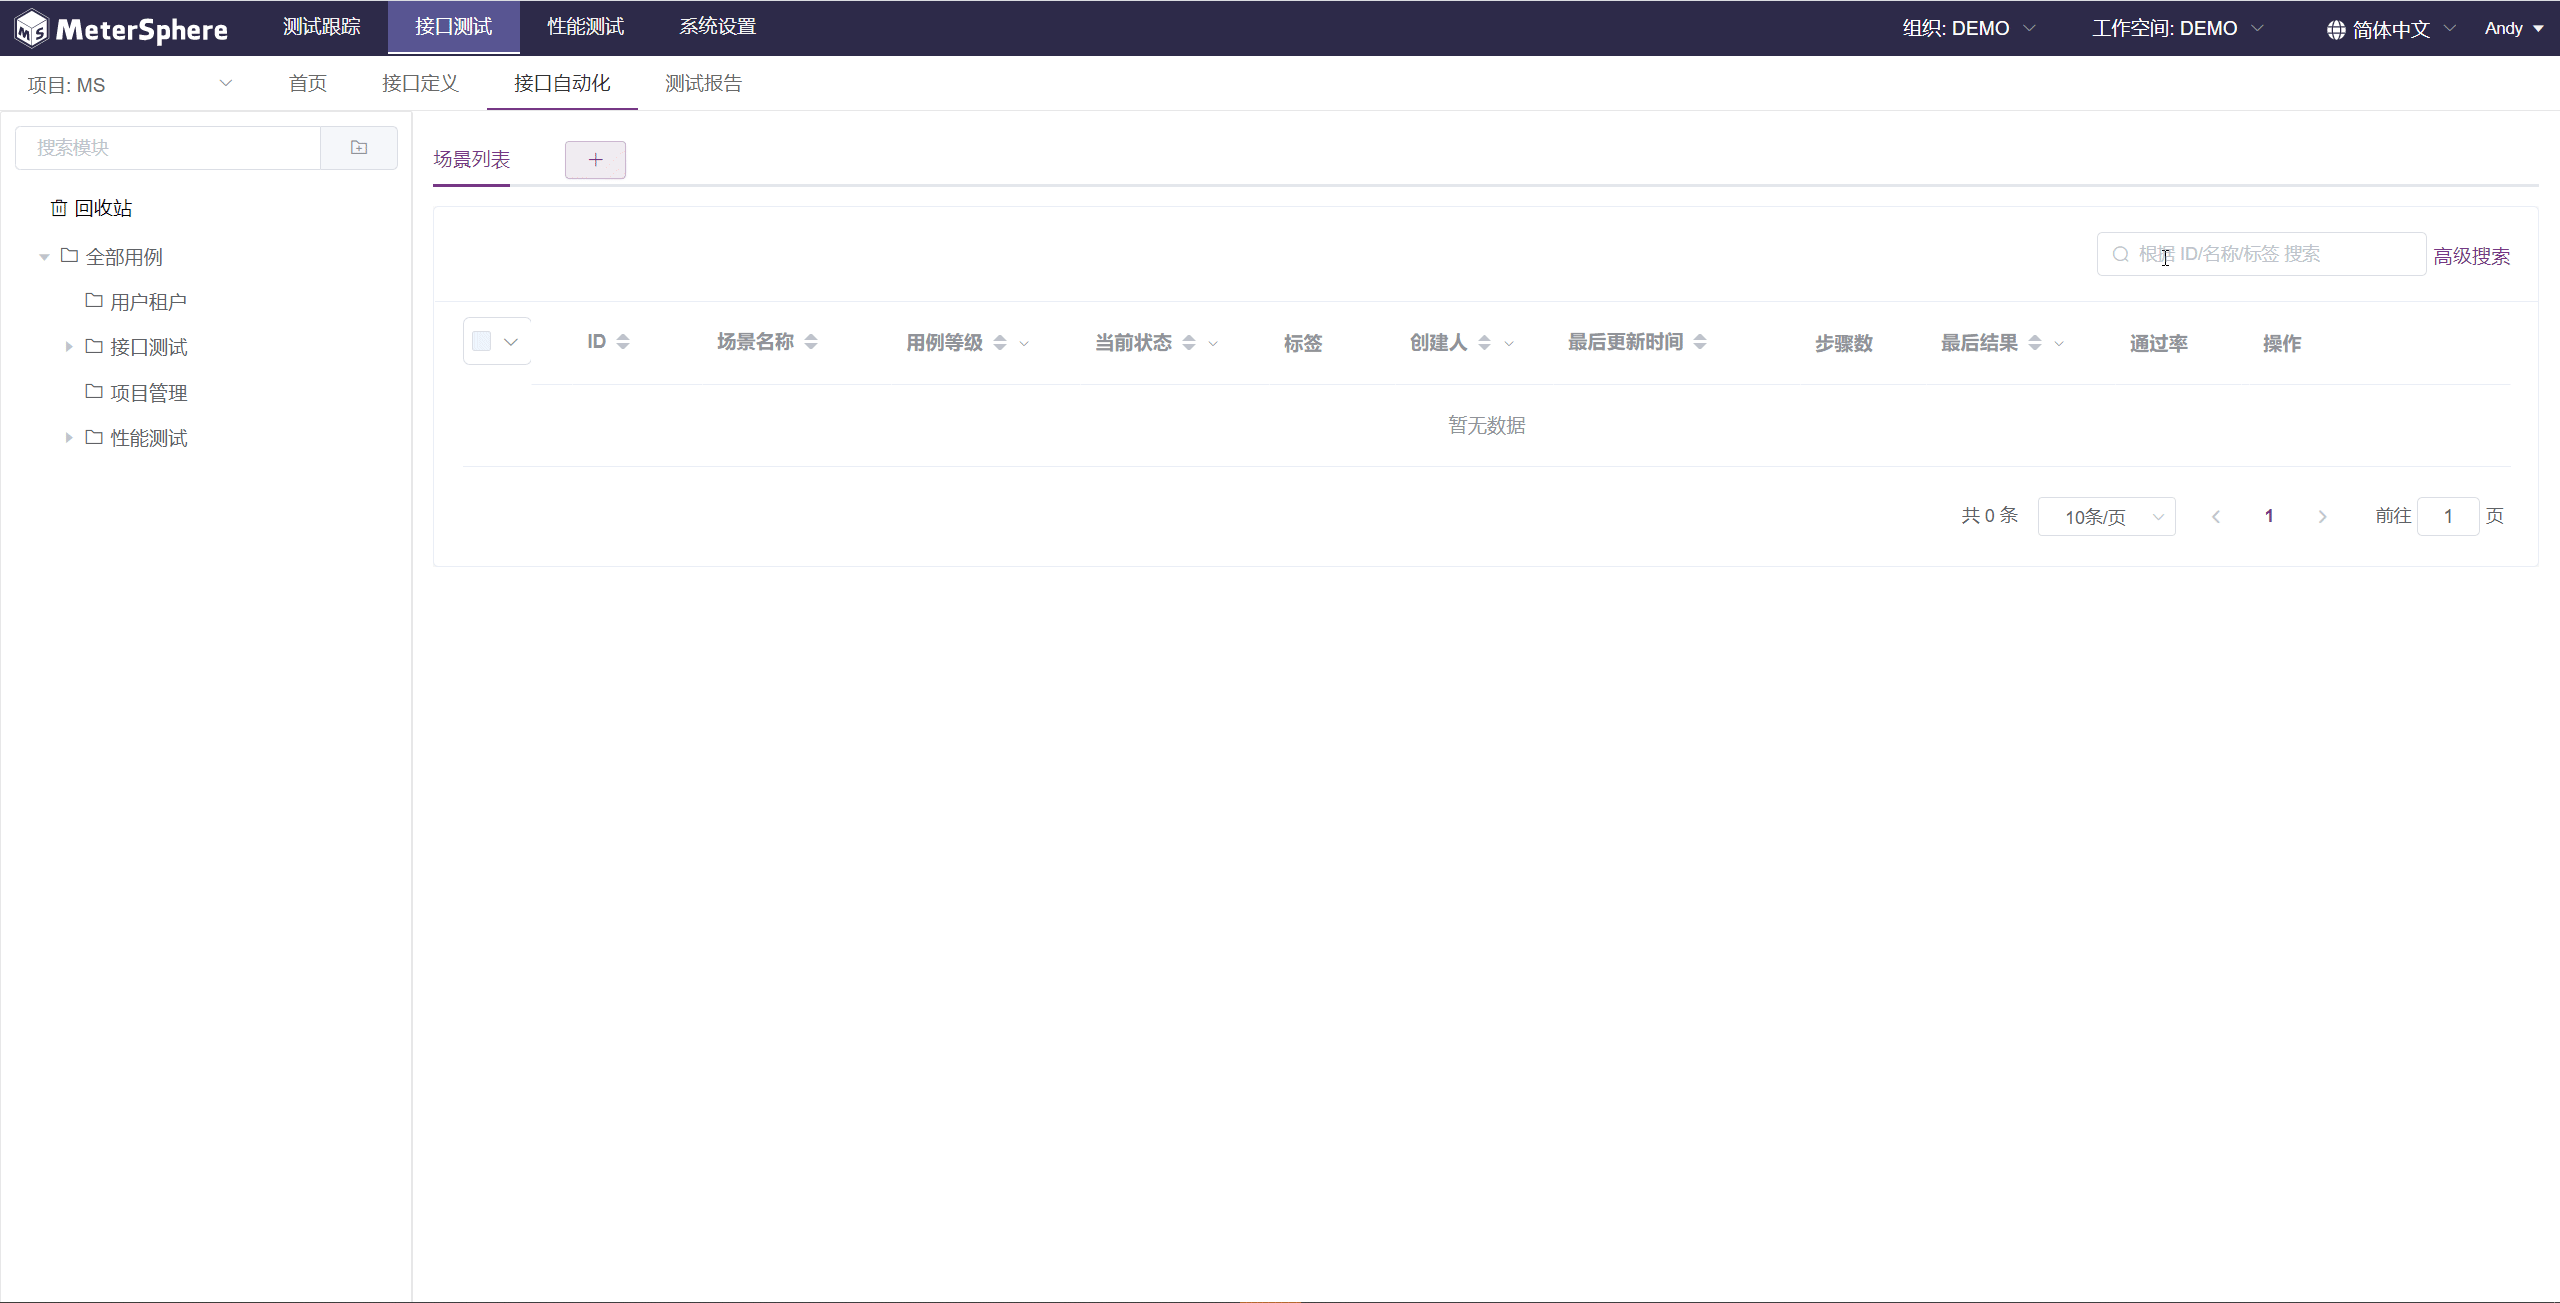 MeterSphere 测试跟踪 接口测试 性能测试 系统设置 组织: DEMO 工作空间: DEMO 简体中文 Andy
项目: MS 首页 接口定义 接口自动化 测试报告
搜索模块
回收站
全部用例
用户租户
接口测试
项目管理
性能测试
场景列表 +
根据 ID/名称/标签 搜索 高级搜索
ID 场景名称 用例等级 当前状态 标签 创建人 最后更新时间 步骤数 最后结果 通过率 操作
暂无数据
共 0 条 10条/页 1 前往 1 页